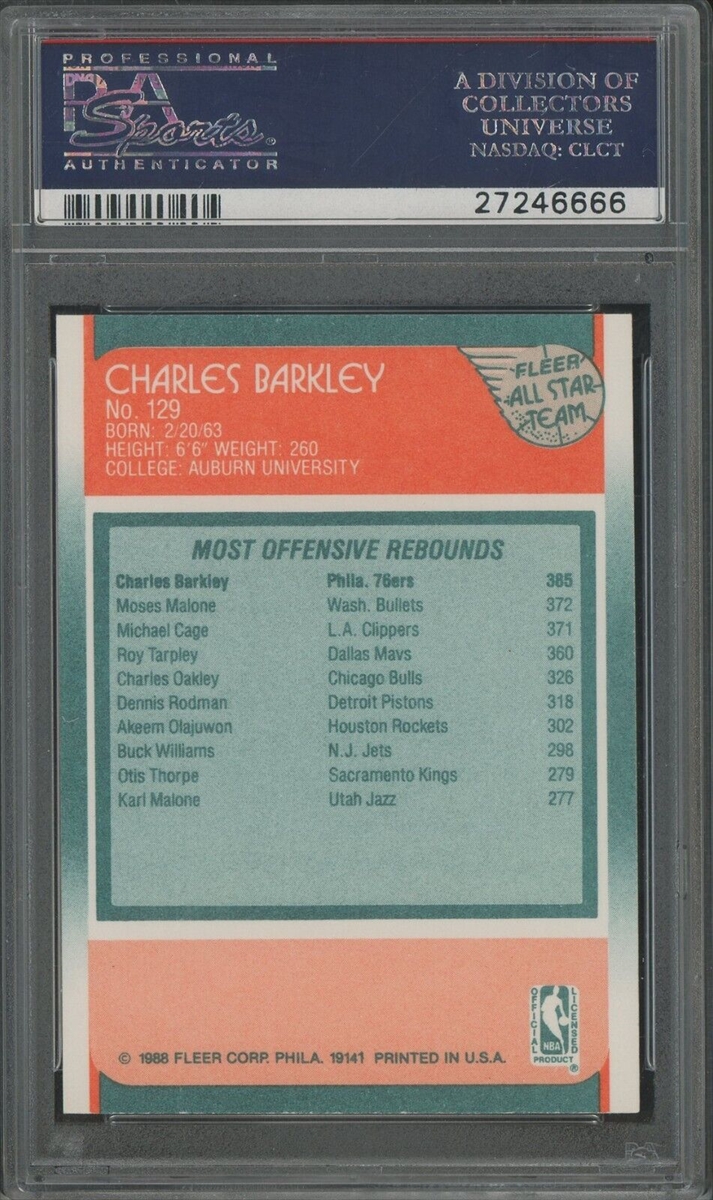 PROFESSIONAL
DNA
PSA
Sports®
AUTHENTICATOR
A DIVISION OF
COLLECTORS
UNIVERSE
NASDAQ: CLCT
27246666
CHARLES BARKLEY
No. 129
BORN: 2/20/63
HEIGHT: 6'6" WEIGHT: 260
COLLEGE: AUBURN UNIVERSITY
FLEER
ALL STAR
TEAM
MOST OFFENSIVE REBOUNDS
Charles Barkley Phila. 76ers 385
Moses Malone Wash. Bullets 372
Michael Cage L.A. Clippers 371
Roy Tarpley Dallas Mavs 360
Charles Oakley Chicago Bulls 326
Dennis Rodman Detroit Pistons 318
Akeem Olajuwon Houston Rockets 302
Buck Williams N.J. Jets 298
Otis Thorpe Sacramento Kings 279
Karl Malone Utah Jazz 277
© 1988 FLEER CORP. PHILA. 19141 PRINTED IN U.S.A.
OFFICIAL
LICENSED
NBA
PRODUCT
®
PSA